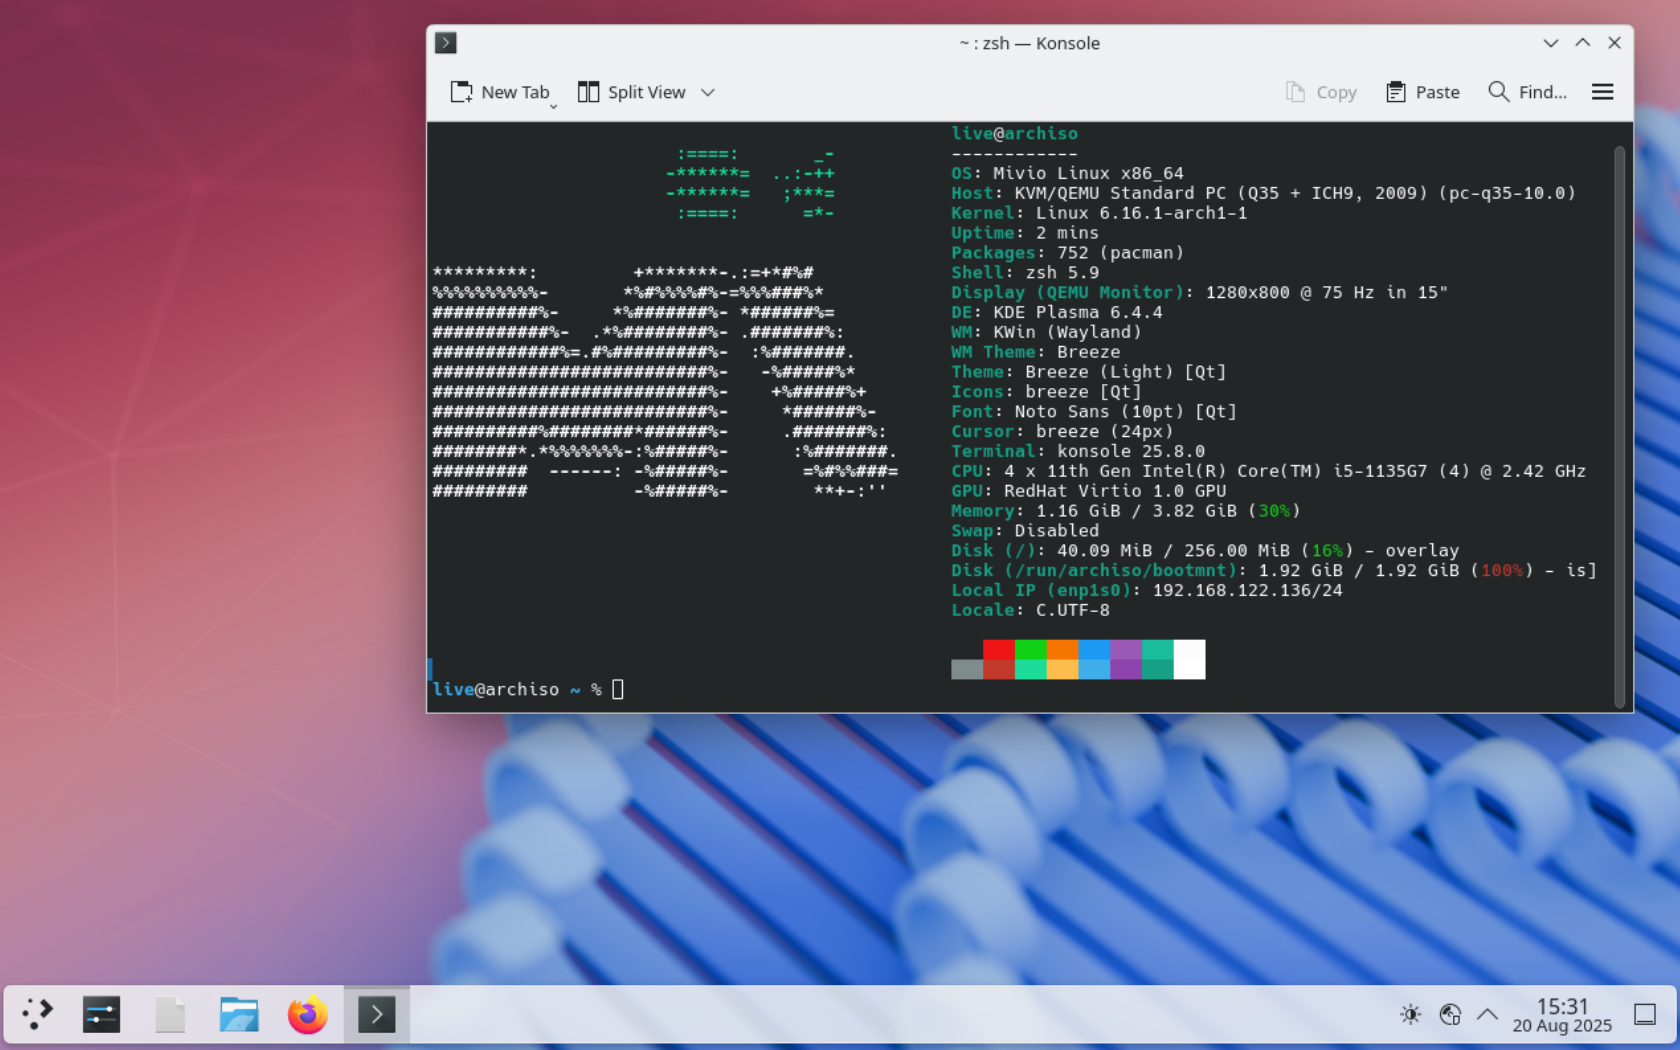 ~ : zsh — Konsole
New Tab
Split View
Copy
Paste
Find...
live@archiso
------------
OS: Mivio Linux x86_64
Host: KVM/QEMU Standard PC (Q35 + ICH9, 2009) (pc-q35-10.0)
Kernel: Linux 6.16.1-arch1-1
Uptime: 2 mins
Packages: 752 (pacman)
Shell: zsh 5.9
Display (QEMU Monitor): 1280x800 @ 75 Hz in 15"
DE: KDE Plasma 6.4.4
WM: KWin (Wayland)
WM Theme: Breeze
Theme: Breeze (Light) [Qt]
Icons: breeze [Qt]
Font: Noto Sans (10pt) [Qt]
Cursor: breeze (24px)
Terminal: konsole 25.8.0
CPU: 4 x 11th Gen Intel(R) Core(TM) i5-1135G7 (4) @ 2.42 GHz
GPU: RedHat Virtio 1.0 GPU
Memory: 1.16 GiB / 3.82 GiB (30%)
Swap: Disabled
Disk (/): 40.09 MiB / 256.00 MiB (16%) - overlay
Disk (/run/archiso/bootmnt): 1.92 GiB / 1.92 GiB (100%) - is]
Local IP (enp1s0): 192.168.122.136/24
Locale: C.UTF-8
live@archiso ~ %
15:31
20 Aug 2025